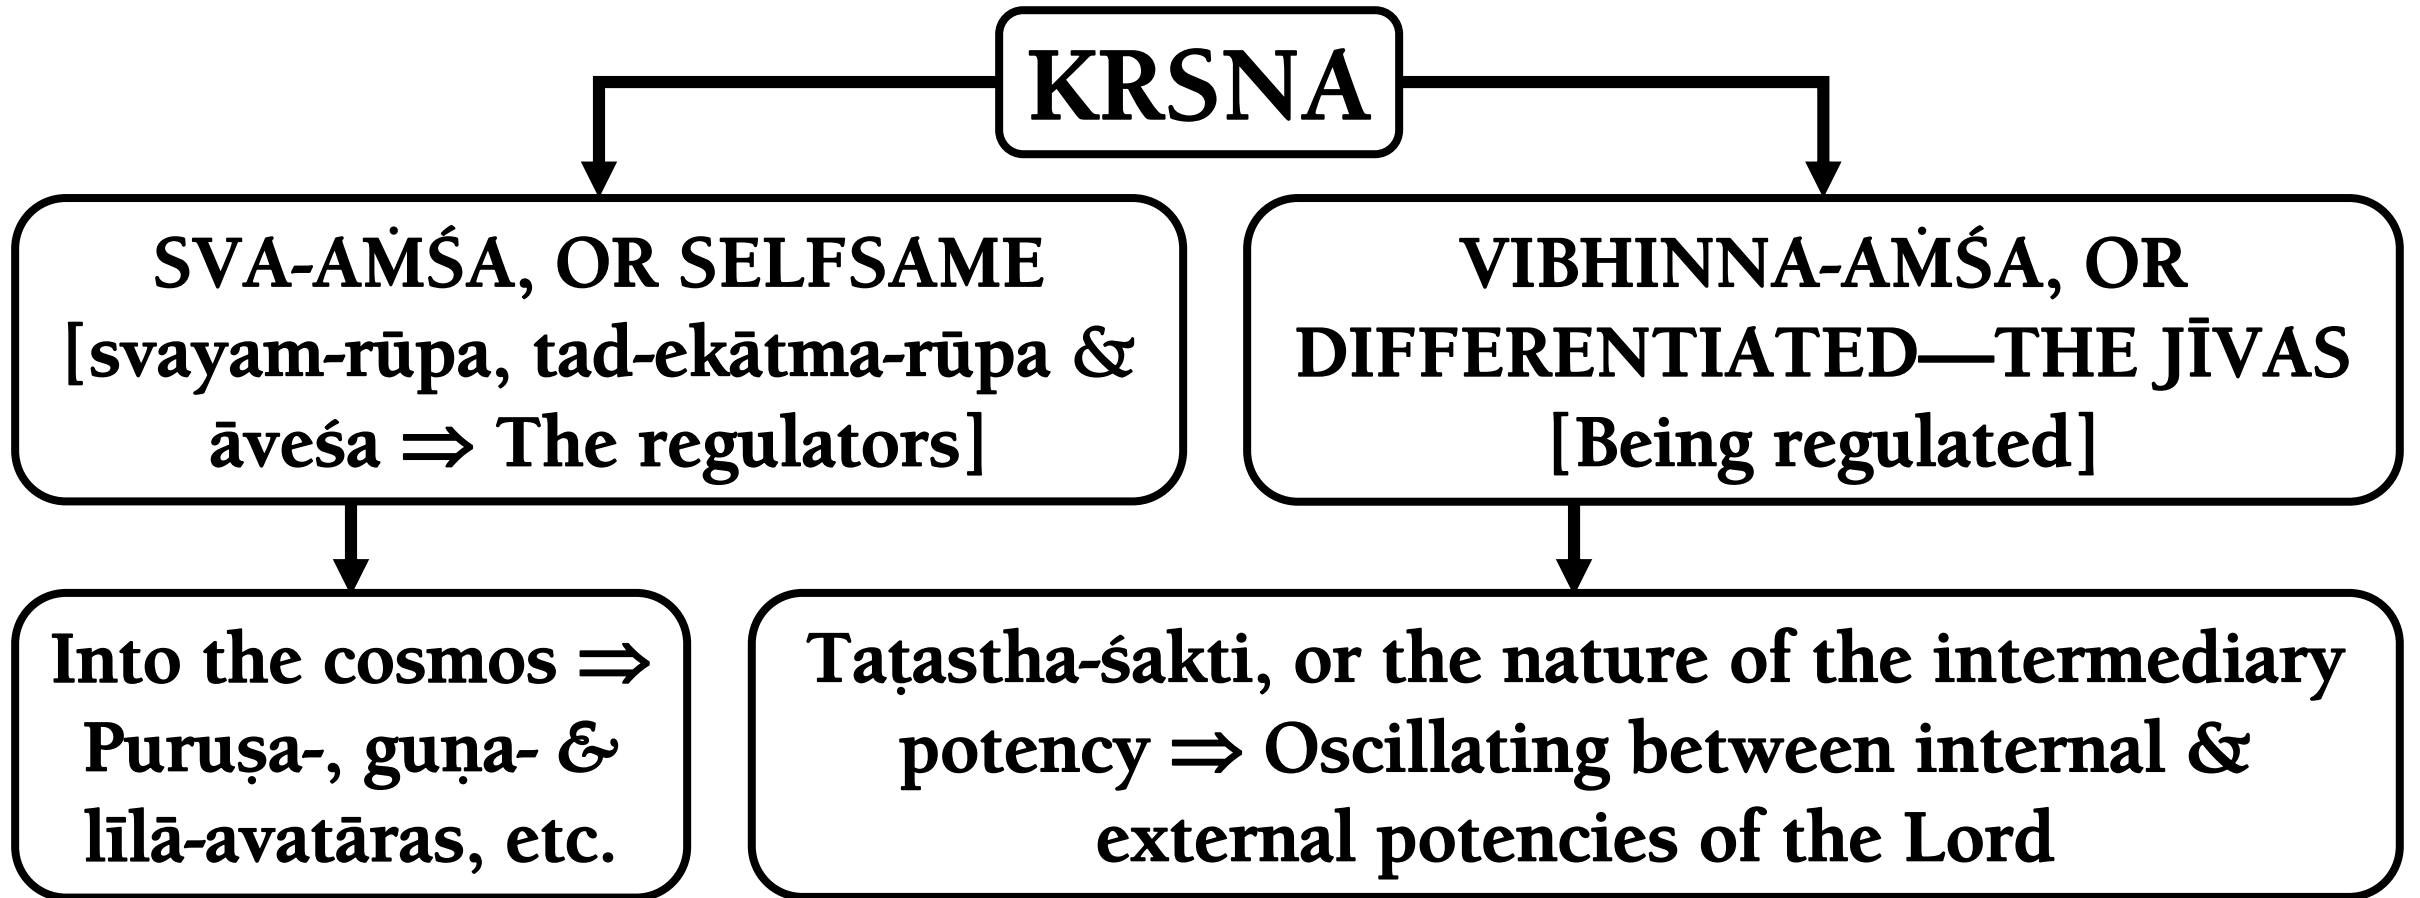 KRSNA
SVA-AṀŚA, OR SELFSAME
[svayam-rūpa, tad-ekātma-rūpa &
āveśa ⇒ The regulators]
VIBHINNA-AṀŚA, OR
DIFFERENTIATED—THE JĪVAS
[Being regulated]
Into the cosmos ⇒
Puruṣa-, guṇa- &
līlā-avatāras, etc.
Taṭastha-śakti, or the nature of the intermediary
potency ⇒ Oscillating between internal &
external potencies of the Lord